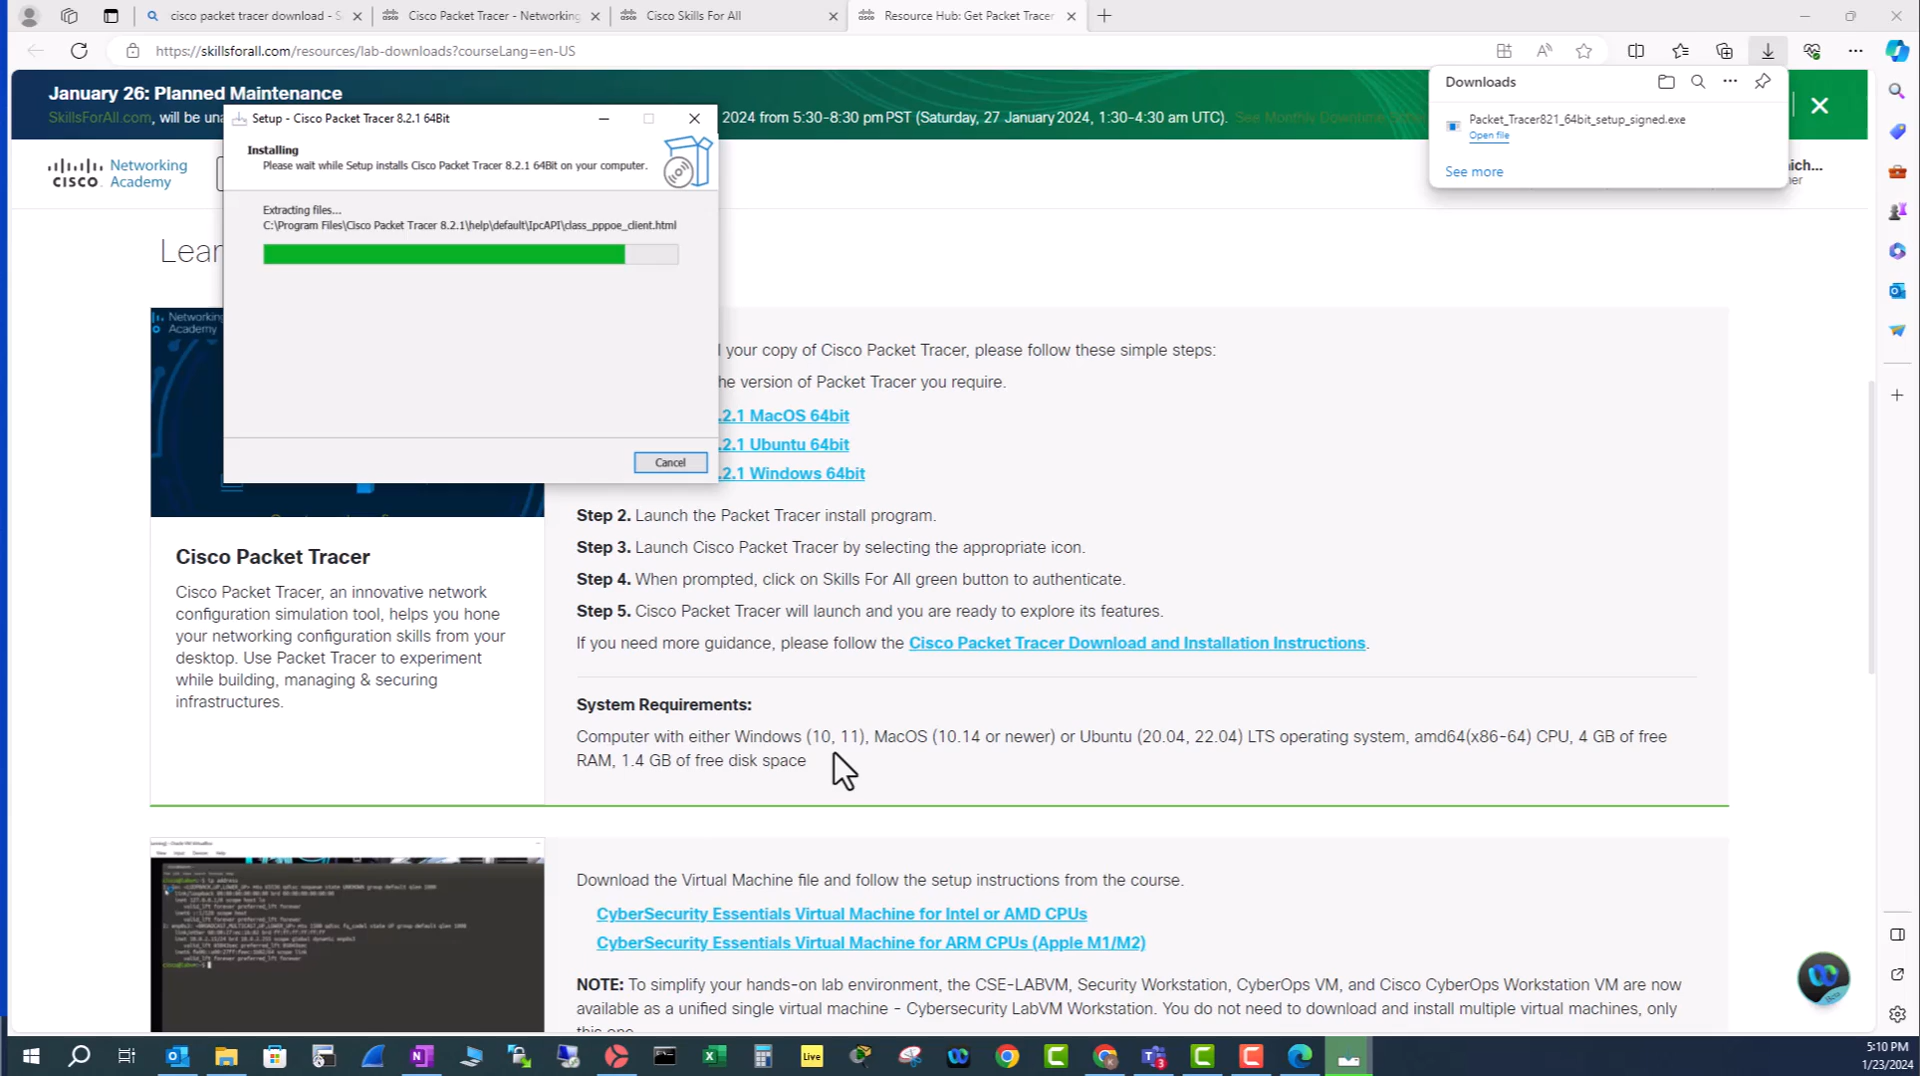 cisco packet tracer download - S
Cisco Packet Tracer - Networking
Cisco Skills For All
Resource Hub: Get Packet Tracer
https://skillsforall.com/resources/lab-downloads?courseLang=en-US
Downloads
Packet_Tracer821_64bit_setup_signed.exe
Open file
See more
January 26: Planned Maintenance
SkillsForAll.com, will be una
2024 from 5:30-8:30 pm PST (Saturday, 27 January 2024, 1:30-4:30 am UTC).
Networking
Academy
CISCO
Setup - Cisco Packet Tracer 8.2.1 64Bit
Installing
Please wait while Setup installs Cisco Packet Tracer 8.2.1 64Bit on your computer.
Extracting files...
C:\Program Files\Cisco Packet Tracer 8.2.1\help\default\IpcAPI\class_pppoe_client.html
Cancel
Lear
Networking
Academy
your copy of Cisco Packet Tracer, please follow these simple steps:
he version of Packet Tracer you require.
.2.1 MacOS 64bit
.2.1 Ubuntu 64bit
.2.1 Windows 64bit
Step 2. Launch the Packet Tracer install program.
Step 3. Launch Cisco Packet Tracer by selecting the appropriate icon.
Step 4. When prompted, click on Skills For All green button to authenticate.
Step 5. Cisco Packet Tracer will launch and you are ready to explore its features.
If you need more guidance, please follow the Cisco Packet Tracer Download and Installation Instructions.
Cisco Packet Tracer
Cisco Packet Tracer, an innovative network
configuration simulation tool, helps you hone
your networking configuration skills from your
desktop. Use Packet Tracer to experiment
while building, managing & securing
infrastructures.
System Requirements:
Computer with either Windows (10, 11), MacOS (10.14 or newer) or Ubuntu (20.04, 22.04) LTS operating system, amd64(x86-64) CPU, 4 GB of free
RAM, 1.4 GB of free disk space
Download the Virtual Machine file and follow the setup instructions from the course.
CyberSecurity Essentials Virtual Machine for Intel or AMD CPUs
CyberSecurity Essentials Virtual Machine for ARM CPUs (Apple M1/M2)
NOTE: To simplify your hands-on lab environment, the CSE-LABVM, Security Workstation, CyberOps VM, and Cisco CyberOps Workstation VM are now
available as a unified single virtual machine - Cybersecurity LabVM Workstation. You do not need to download and install multiple virtual machines, only
this one
Live
5:10 PM
1/23/2024